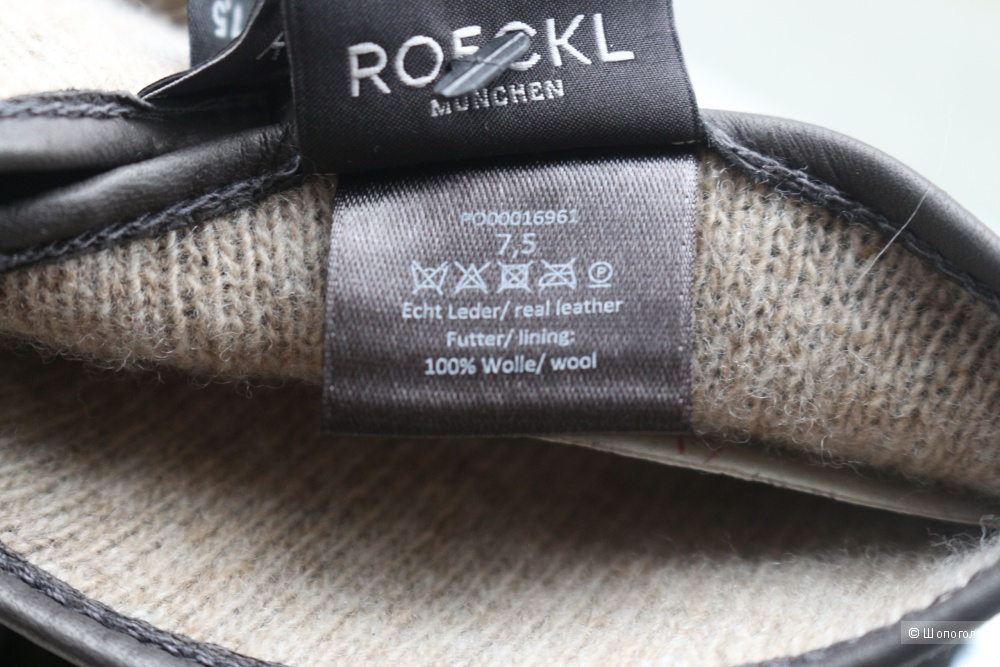 ROECKL
MÜNCHEN
PO00016961
7,5
P
Echt Leder/ real leather
Futter/ lining:
100% Wolle/ wool